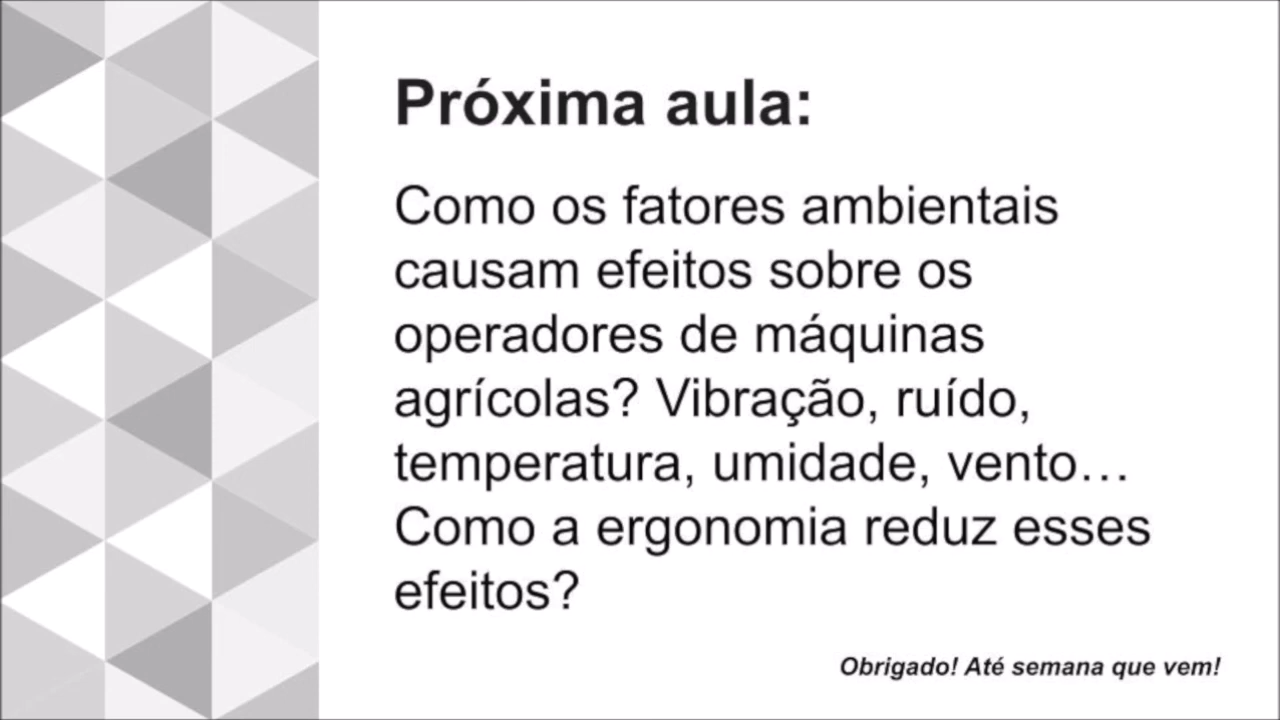 Próxima aula:
Como os fatores ambientais
causam efeitos sobre os
operadores de máquinas
agrícolas? Vibração, ruído,
temperatura, umidade, vento…
Como a ergonomia reduz esses
efeitos?
Obrigado! Até semana que vem!